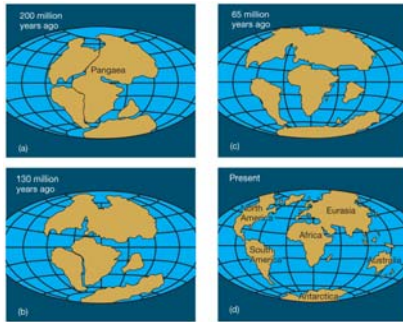 200 million
years ago
Pangaea
(a)
130 million
years ago
(b)
65 million
years ago
(c)
Present
North
America
Eurasia
Africa
South
America
Australia
Antarctica
(d)